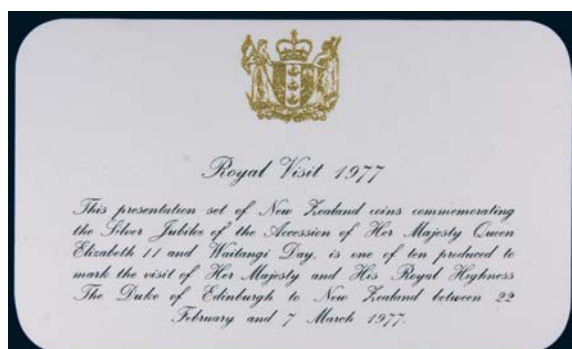 Royal Visit 1977
This presentation set of New Zealand coins commemorating
the Silver Jubilee of the Accession of Her Majesty Queen
Elizabeth 11 and Waitangi Day, is one of ten produced to
mark the visit of Her Majesty and His Royal Highness
The Duke of Edinburgh to New Zealand between 22
February and 7 March 1977.